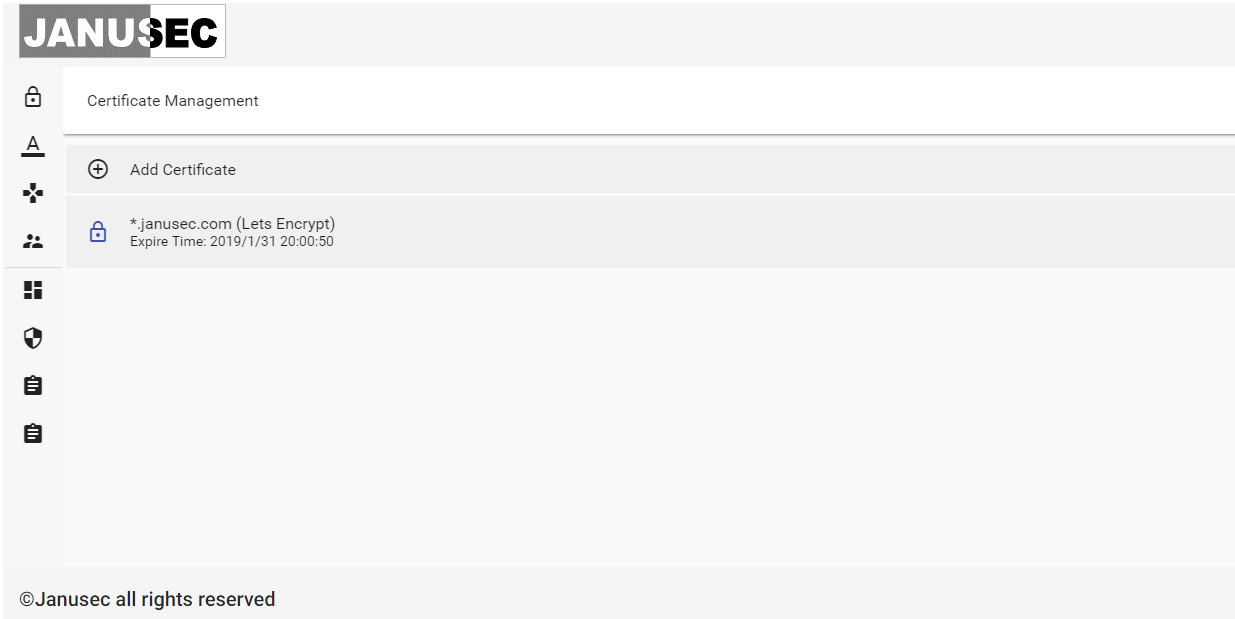 JANUSEC
Certificate Management
A
Add Certificate
*.janusec.com (Lets Encrypt)
Expire Time: 2019/1/31 20:00:50
©Janusec all rights reserved